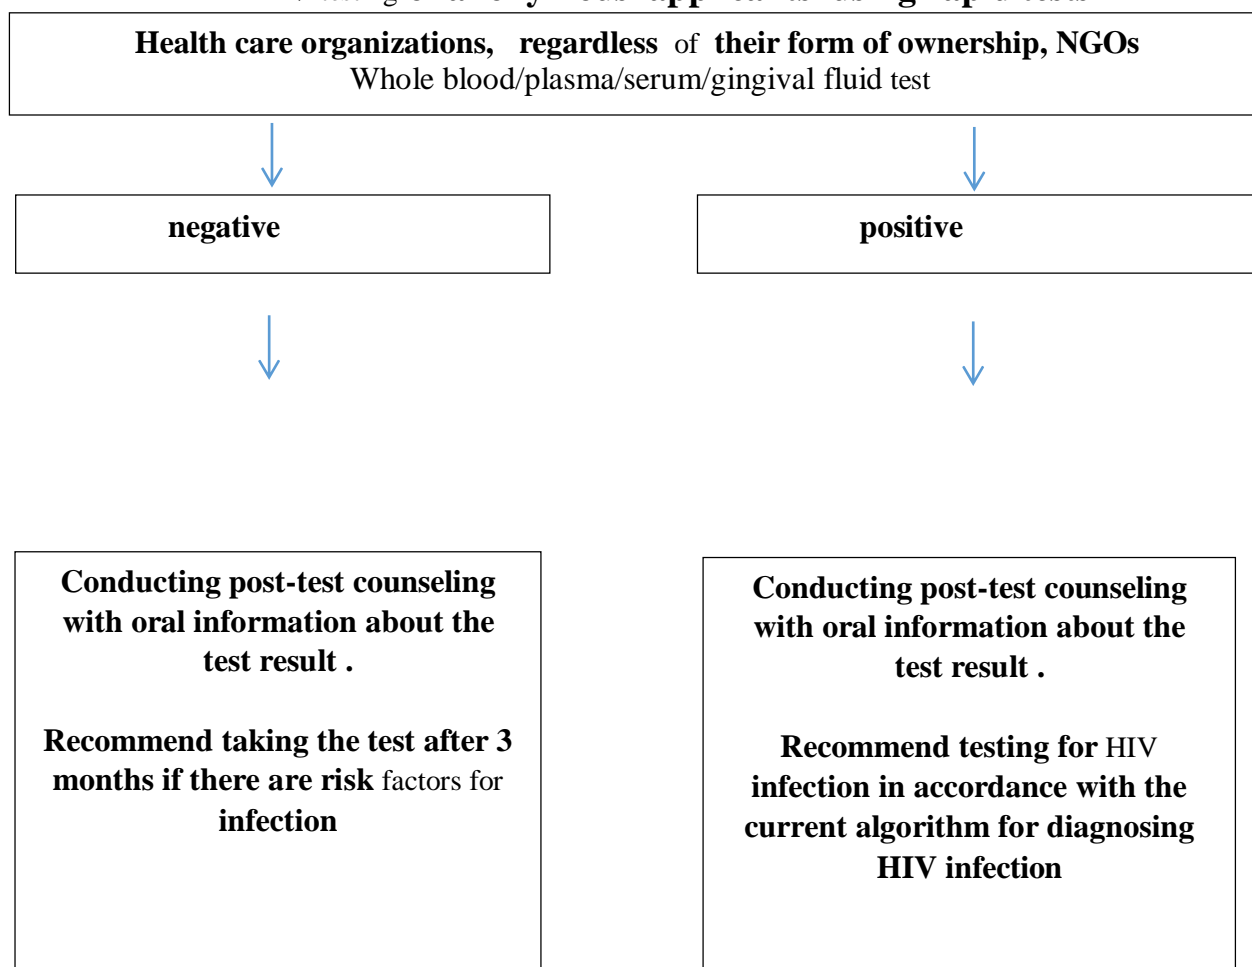 using rapid tests
Health care organizations, regardless of their form of ownership, NGOs
Whole blood/plasma/serum/gingival fluid test
negative
positive
Conducting post-test counseling
with oral information about the
test result .
Recommend taking the test after 3
months if there are risk factors for
infection
Conducting post-test counseling
with oral information about the
test result .
Recommend testing for HIV
infection in accordance with the
current algorithm for diagnosing
HIV infection